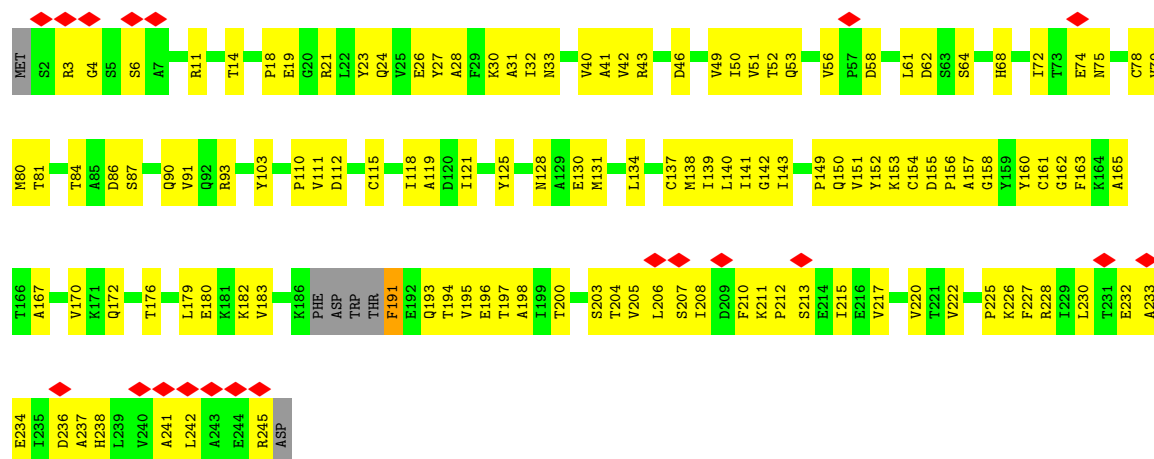 MET S2 R3 G4 S5 S6 A7 R11 T14 P18 E19 G20 R21 L22 Y23 Q24 V25 E26 Y27 A28 F29 K30 A31 I32 N33 V40 A41 V42 R43 D46 V49 I50 V51 T52 Q53 V56 P57 D58 L61 D62 S63 S64 H68 I72 T73 E74 N75 C78 V79
M80 T81 T84 A85 D86 S87 Q90 V91 Q92 R93 Y103 P110 V111 D112 C115 I118 A119 D120 I121 Y125 N128 A129 E130 M131 L134 C137 M138 I139 L140 I141 G142 I143 P149 Q150 V151 Y152 K153 C154 D155 P156 A157 G158 Y159 Y160 C161 G162 F163 K164 A165
T166 A167 V170 K171 Q172 T176 L179 E180 K181 K182 V183 K186 PHE ASP TRP THR F191 E192 Q193 T194 V195 E196 T197 A198 I199 T200 S203 T204 V205 L206 S207 I208 D209 F210 K211 P212 S213 E214 I215 E216 V217 V220 T221 V222 P225 K226 F227 R228 I229 L230 T231 E232 A233
E234 I235 D236 A237 H238 L239 V240 A241 L242 A243 E244 R245 ASP